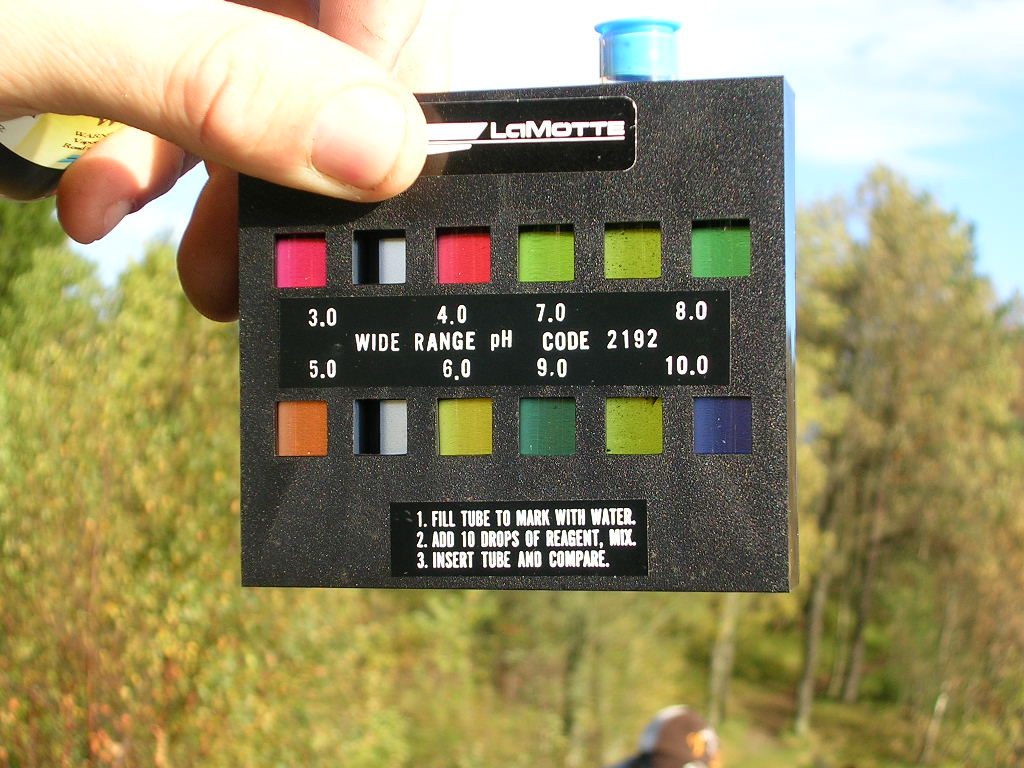 LaMOTTE
WARN
3.0 4.0 7.0 8.0
WIDE RANGE pH CODE 2192
5.0 6.0 9.0 10.0
1. FILL TUBE TO MARK WITH WATER.
2. ADD 10 DROPS OF REAGENT, MIX.
3. INSERT TUBE AND COMPARE.